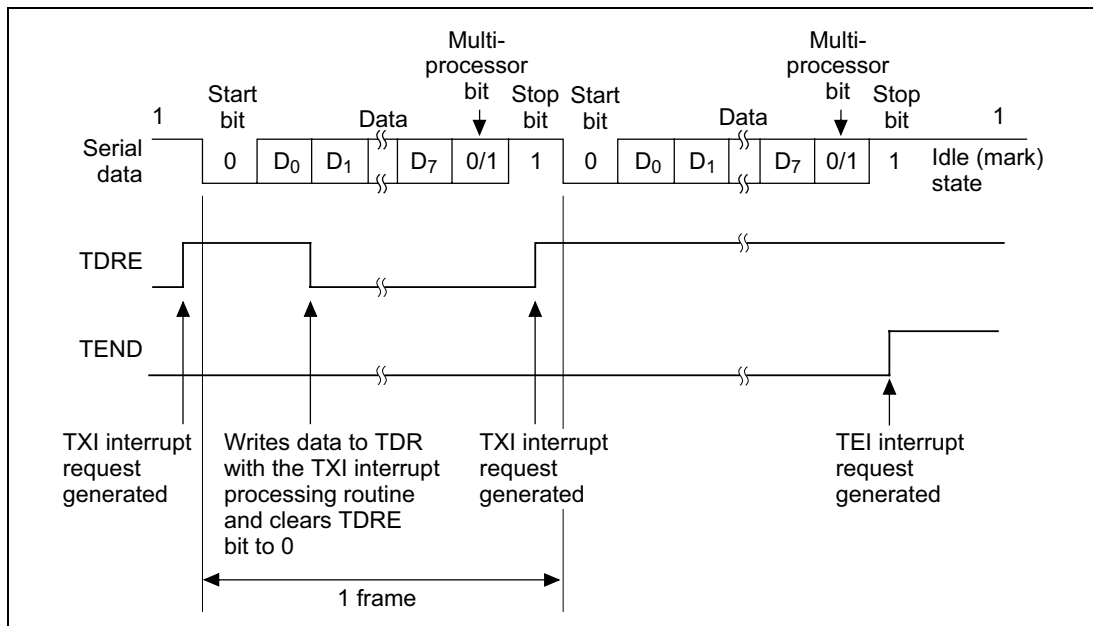 Multi-
processor
bit
Multi-
processor
bit
1
Start
bit
Data
Stop
bit
Start
bit
Data
Stop
bit
1
Serial
data
0 D0 D1 D7 0/1 1 0 D0 D1 D7 0/1 1
Idle (mark)
state
TDRE
TEND
TXI interrupt
request
generated
Writes data to TDR
with the TXI interrupt
processing routine
and clears TDRE
bit to 0
TXI interrupt
request
generated
TEI interrupt
request
generated
1 frame